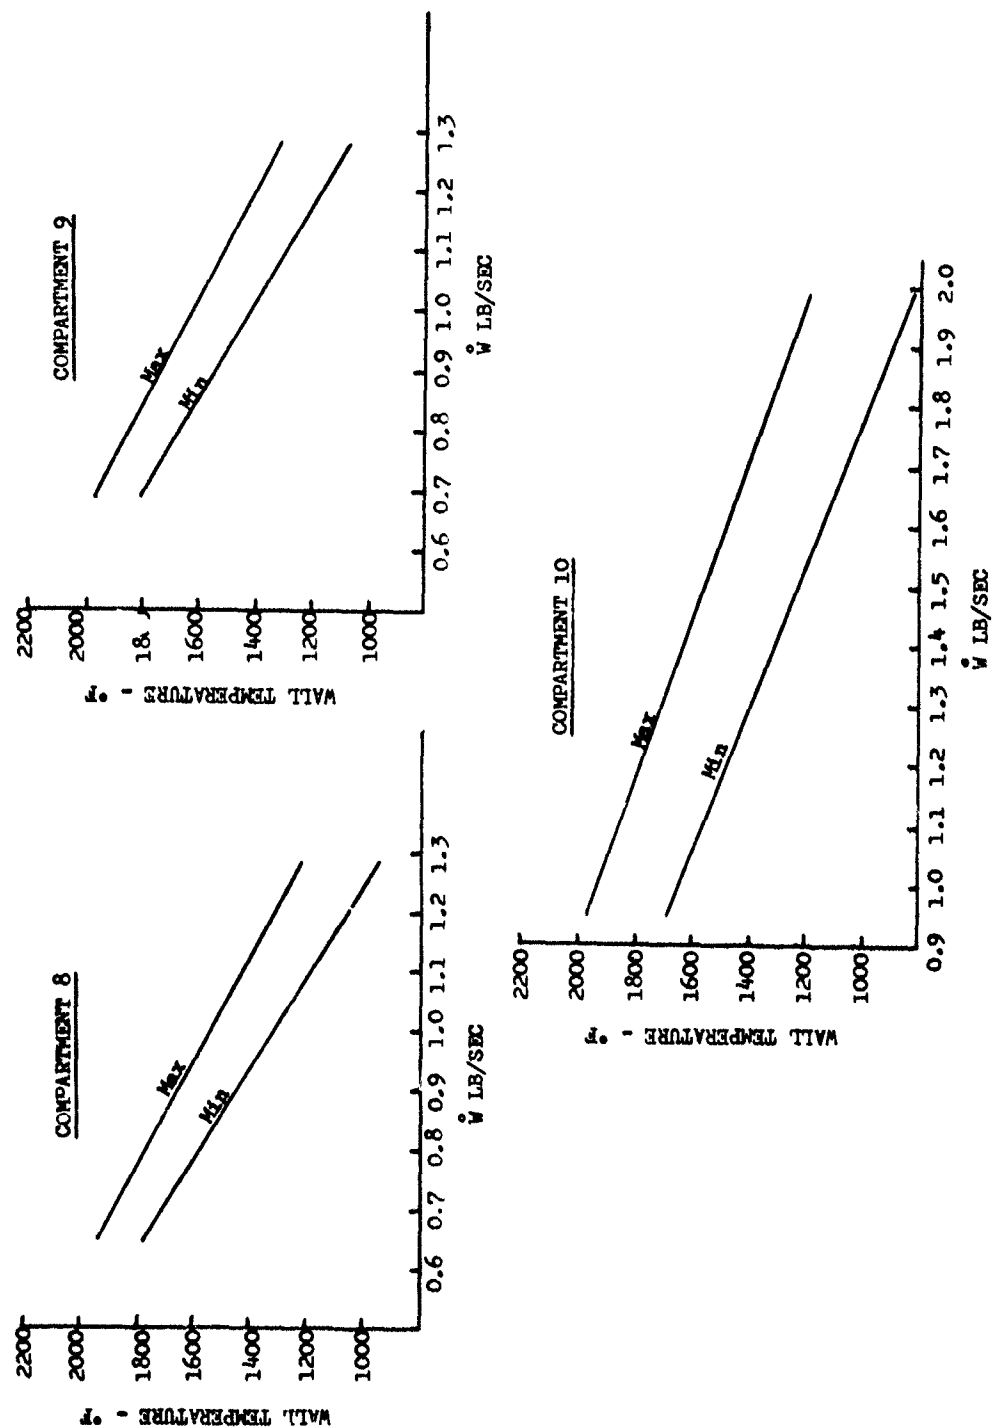 COMPARTMENT 8
2200
2000
1800
1600
1400
1200
1000
WALL TEMPERATURE - °F
Max
Min
0.6 0.7 0.8 0.9 1.0 1.1 1.2 1.3
W̊ LB/SEC
COMPARTMENT 9
2200
2000
18
1600
1400
1200
1000
WALL TEMPERATURE - °F
Max
Min
0.6 0.7 0.8 0.9 1.0 1.1 1.2 1.3
W̊ LB/SEC
COMPARTMENT 10
2200
2000
1800
1600
1400
1200
1000
WALL TEMPERATURE - °F
Max
Min
0.9 1.0 1.1 1.2 1.3 1.4 1.5 1.6 1.7 1.8 1.9 2.0
W̊ LB/SEC